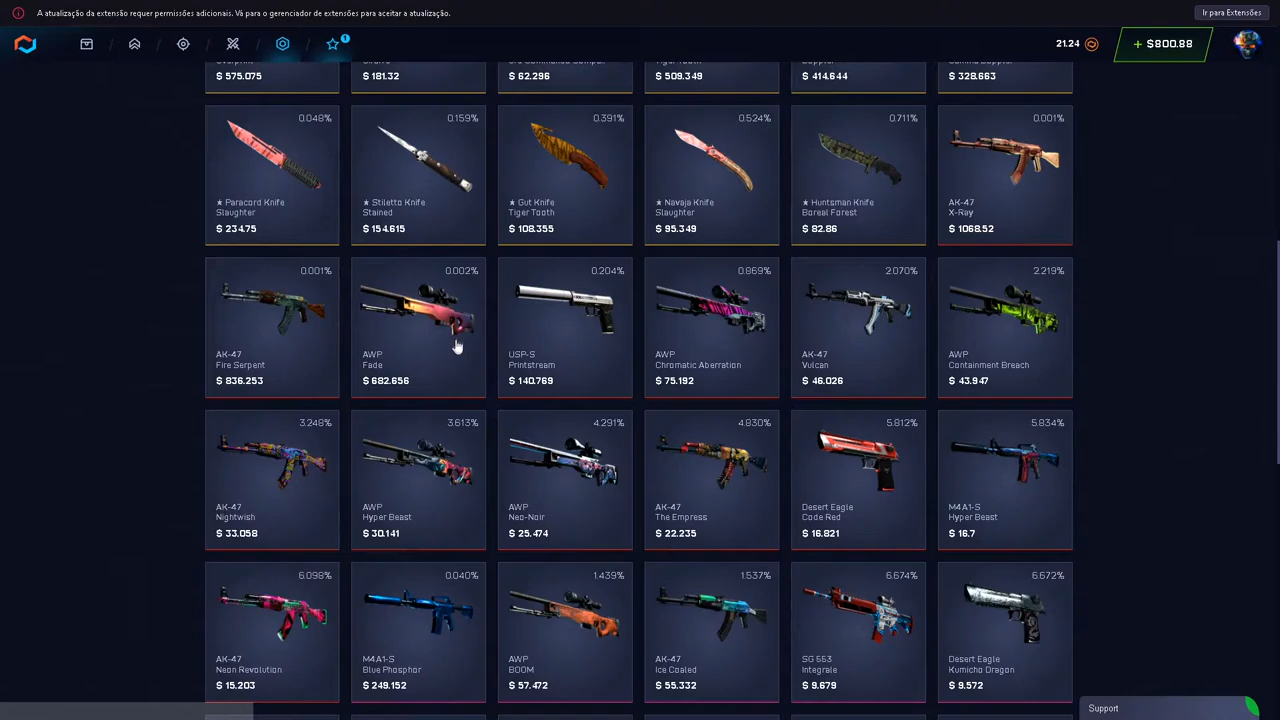 A atualização da extensão requer permissões adicionais. Vá para o gerenciador de extensões para aceitar a atualização.
Ir para Extensões
1
21.24
+ $800.88
$ 575.075
$ 181.32
$ 62.296
$ 509.349
$ 414.644
$ 328.663
0.048%
★ Paracord Knife
Slaughter
$ 234.75
0.159%
★ Stiletto Knife
Stained
$ 154.615
0.391%
★ Gut Knife
Tiger Tooth
$ 108.355
0.524%
★ Navaja Knife
Slaughter
$ 95.349
0.711%
★ Huntsman Knife
Boreal Forest
$ 82.86
0.001%
AK-47
X-Ray
$ 1068.52
0.001%
AK-47
Fire Serpent
$ 836.253
0.002%
AWP
Fade
$ 682.656
0.204%
USP-S
Printstream
$ 140.769
0.869%
AWP
Chromatic Aberration
$ 75.192
2.070%
AK-47
Vulcan
$ 46.026
2.219%
AWP
Containment Breach
$ 43.947
3.248%
AK-47
Nightwish
$ 33.058
3.613%
AWP
Hyper Beast
$ 30.141
4.291%
AWP
Neo-Noir
$ 25.474
4.830%
AK-47
The Empress
$ 22.235
5.812%
Desert Eagle
Code Red
$ 16.821
5.834%
M4A1-S
Hyper Beast
$ 16.7
6.098%
AK-47
Neon Revolution
$ 15.203
0.040%
M4A1-S
Blue Phosphor
$ 249.152
1.439%
AWP
BOOM
$ 57.472
1.537%
AK-47
Ice Coaled
$ 55.332
6.674%
SG 553
Integrale
$ 9.679
6.672%
Desert Eagle
Kumicho Dragon
$ 9.572
Support